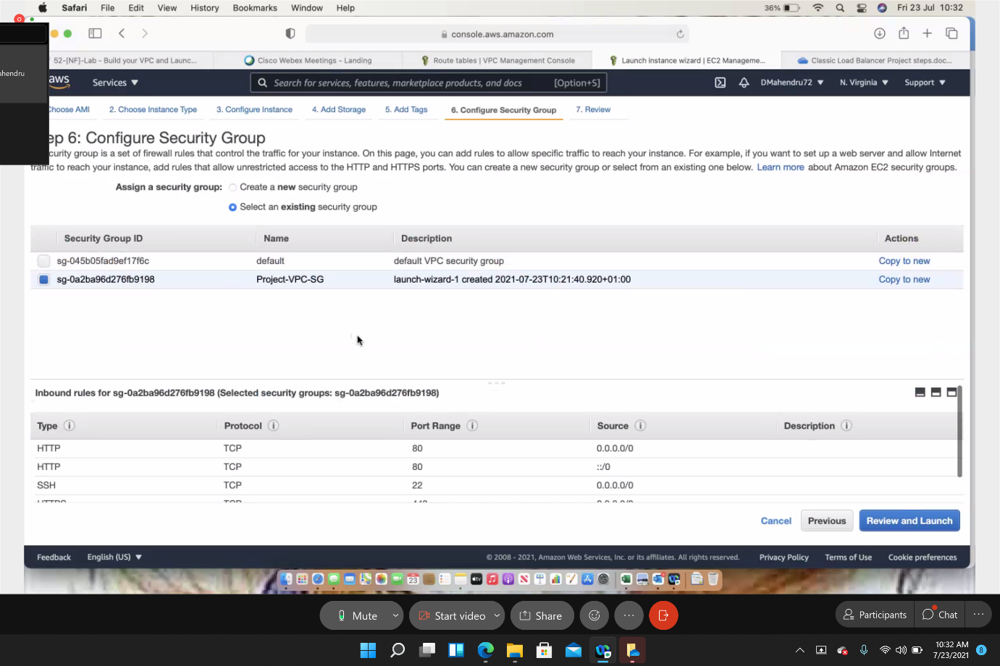 Safari File Edit View History Bookmarks Window Help 36% Fri 23 Jul 10:32
console.aws.amazon.com
52-[NF]-Lab - Build your VPC and Launc... Cisco Webex Meetings - Landing Route tables | VPC Management Console Launch instance wizard | EC2 Manageme... Classic Load Balancer Project steps.doc...
ahendru
aws Services Search for services, features, marketplace products, and docs [Option+S] DMahendru72 N. Virginia Support
hoose AMI 2. Choose Instance Type 3. Configure Instance 4. Add Storage 5. Add Tags 6. Configure Security Group 7. Review
ep 6: Configure Security Group
curity group is a set of firewall rules that control the traffic for your instance. On this page, you can add rules to allow specific traffic to reach your instance. For example, if you want to set up a web server and allow Internet
traffic to reach your instance, add rules that allow unrestricted access to the HTTP and HTTPS ports. You can create a new security group or select from an existing one below. Learn more about Amazon EC2 security groups.
Assign a security group: Create a new security group
Select an existing security group
Security Group ID Name Description Actions
sg-045b05fad9ef17f6c default default VPC security group Copy to new
sg-0a2ba96d276fb9198 Project-VPC-SG launch-wizard-1 created 2021-07-23T10:21:40.920+01:00 Copy to new
Inbound rules for sg-0a2ba96d276fb9198 (Selected security groups: sg-0a2ba96d276fb9198)
Type Protocol Port Range Source Description
HTTP TCP 80 0.0.0.0/0
HTTP TCP 80 ::/0
SSH TCP 22 0.0.0.0/0
Cancel Previous Review and Launch
Feedback English (US) © 2008 - 2021, Amazon Web Services, Inc. or its affiliates. All rights reserved. Privacy Policy Terms of Use Cookie preferences
23
Mute Start video Share Participants Chat
10:32 AM
7/23/2021 8